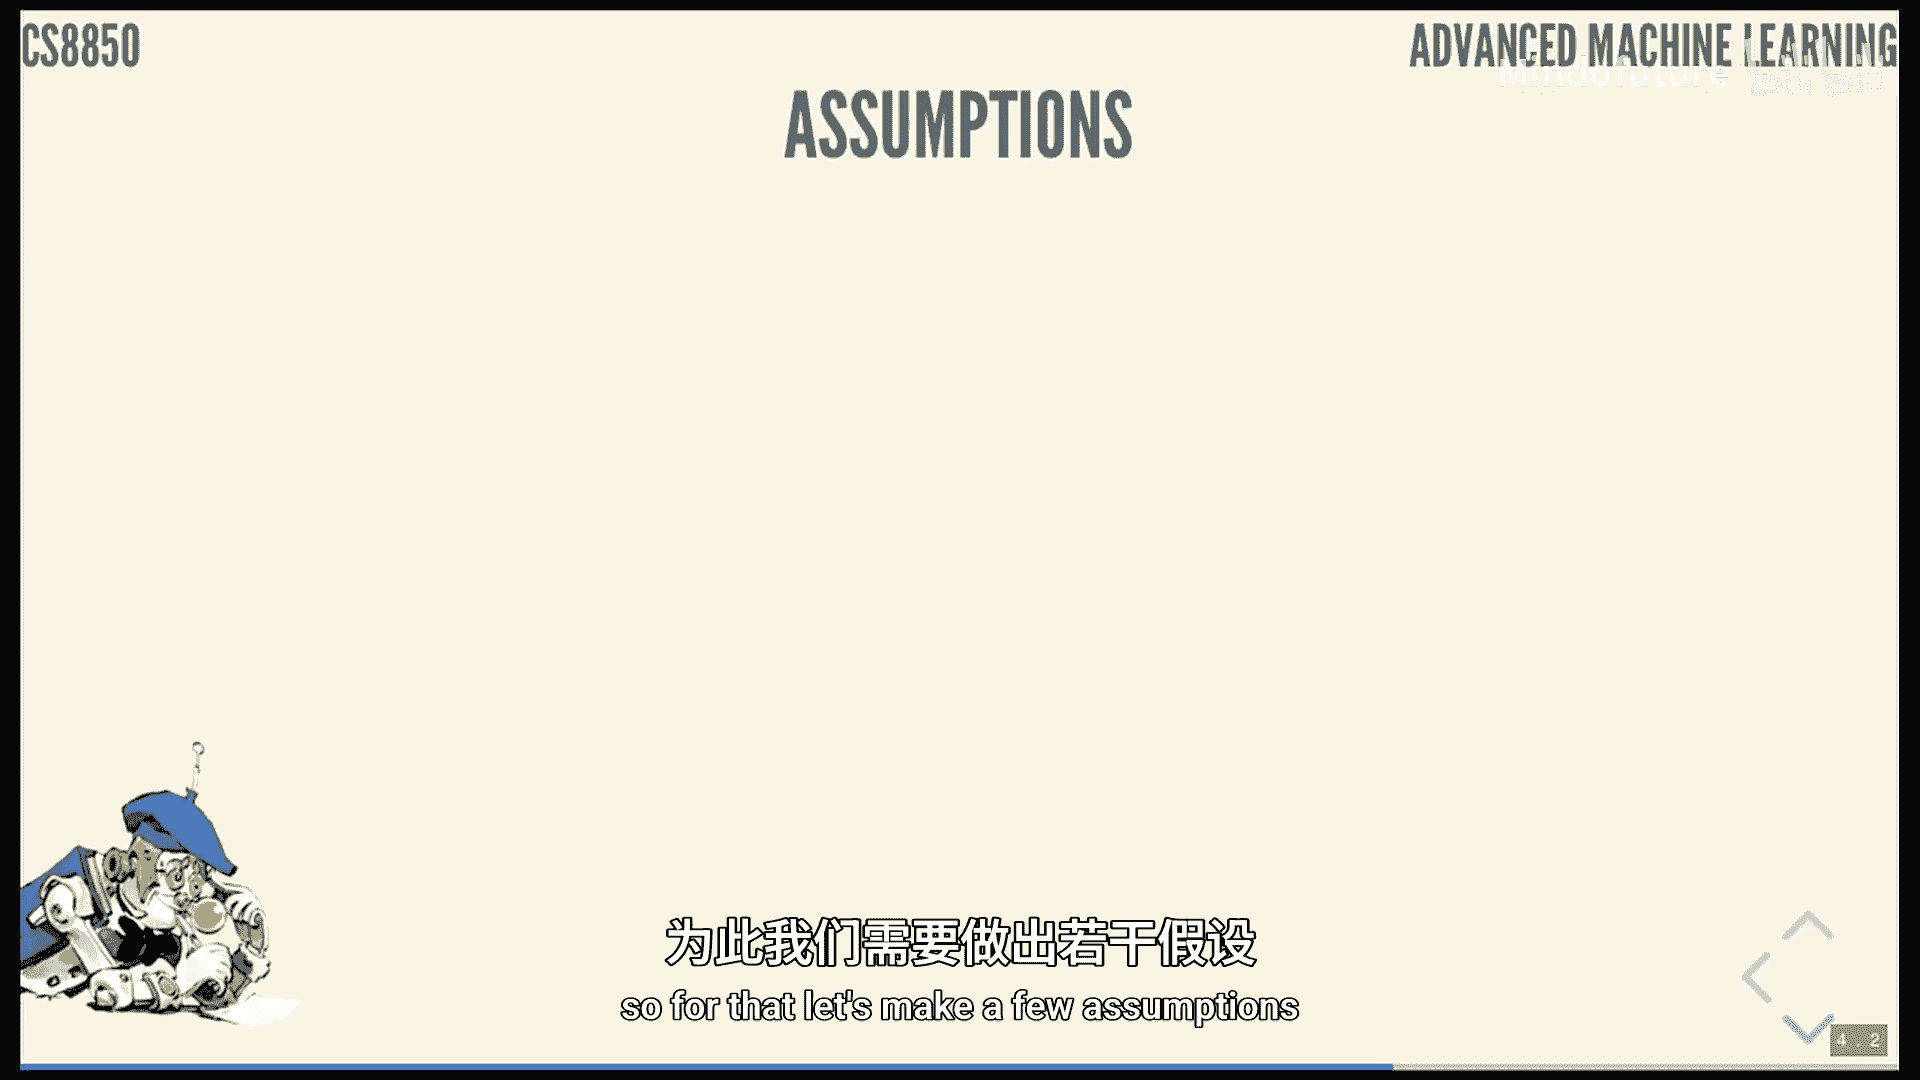 CS8850
ADVANCED MACHINE LEARNING
Mindofuture
ASSUMPTIONS
为此我们需要做出若干假设
so for that let's make a few assumptions
4.2